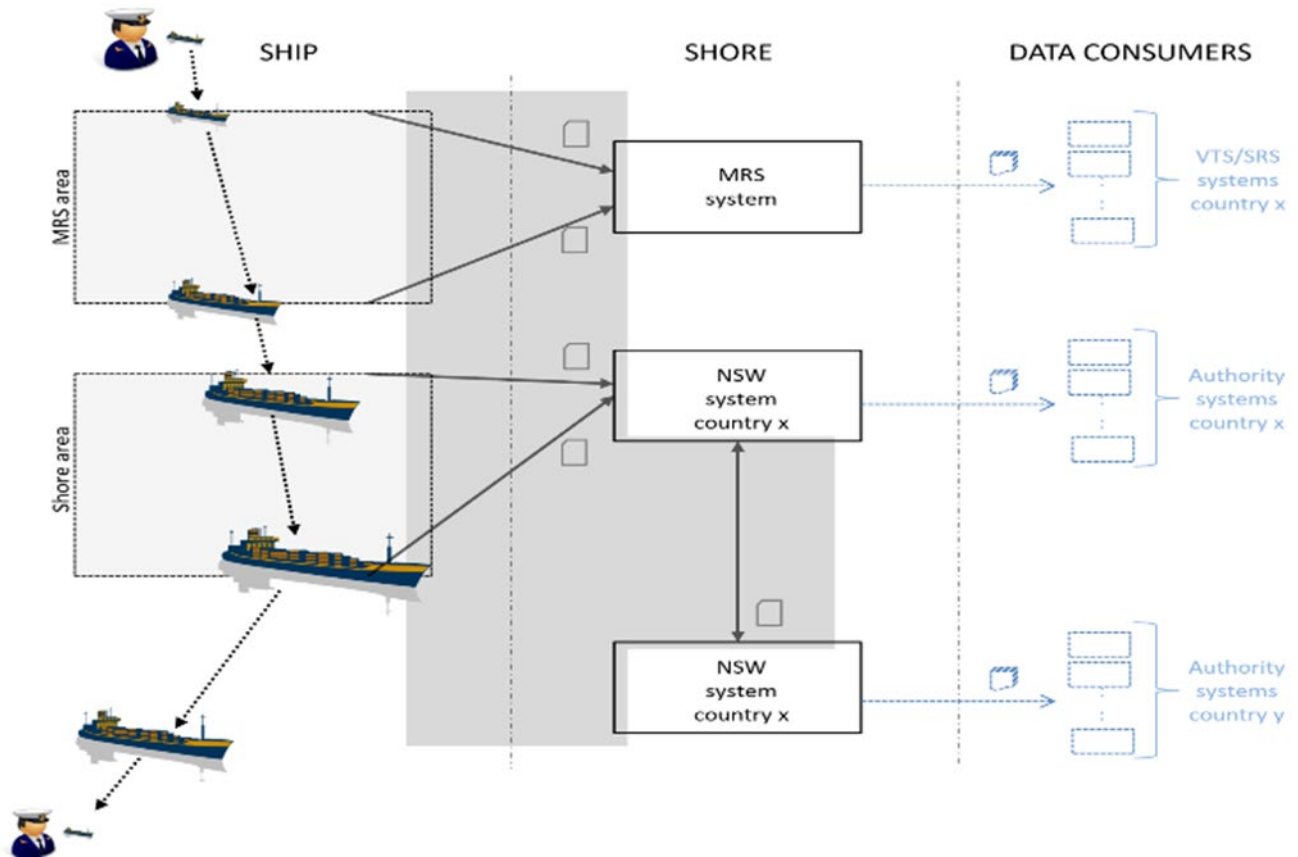 SHIP
SHORE
DATA CONSUMERS
MRS area
MRS
system
VTS/SRS
systems
country x
Shore area
NSW
system
country x
Authority
systems
country x
NSW
system
country x
Authority
systems
country y